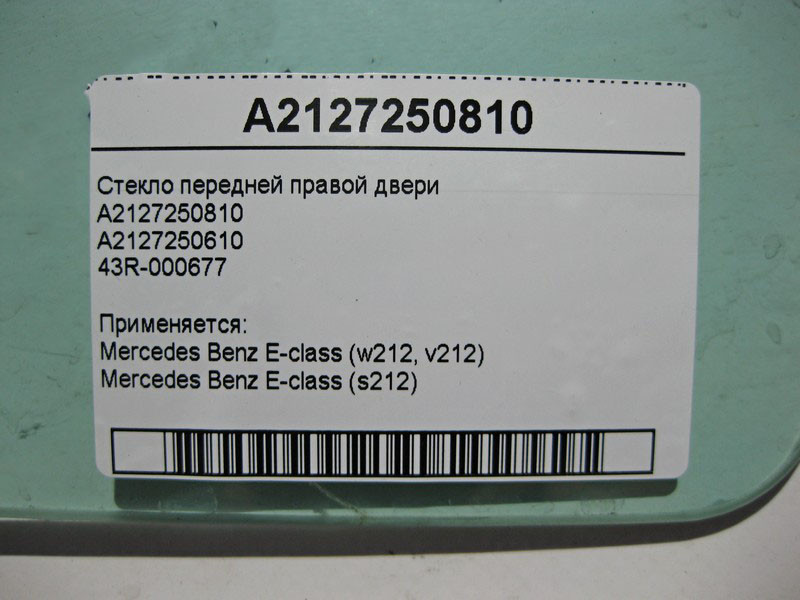 A2127250810
Стекло передней правой двери
A2127250810
A2127250610
43R-000677
Применяется:
Mercedes Benz E-class (w212, v212)
Mercedes Benz E-class (s212)